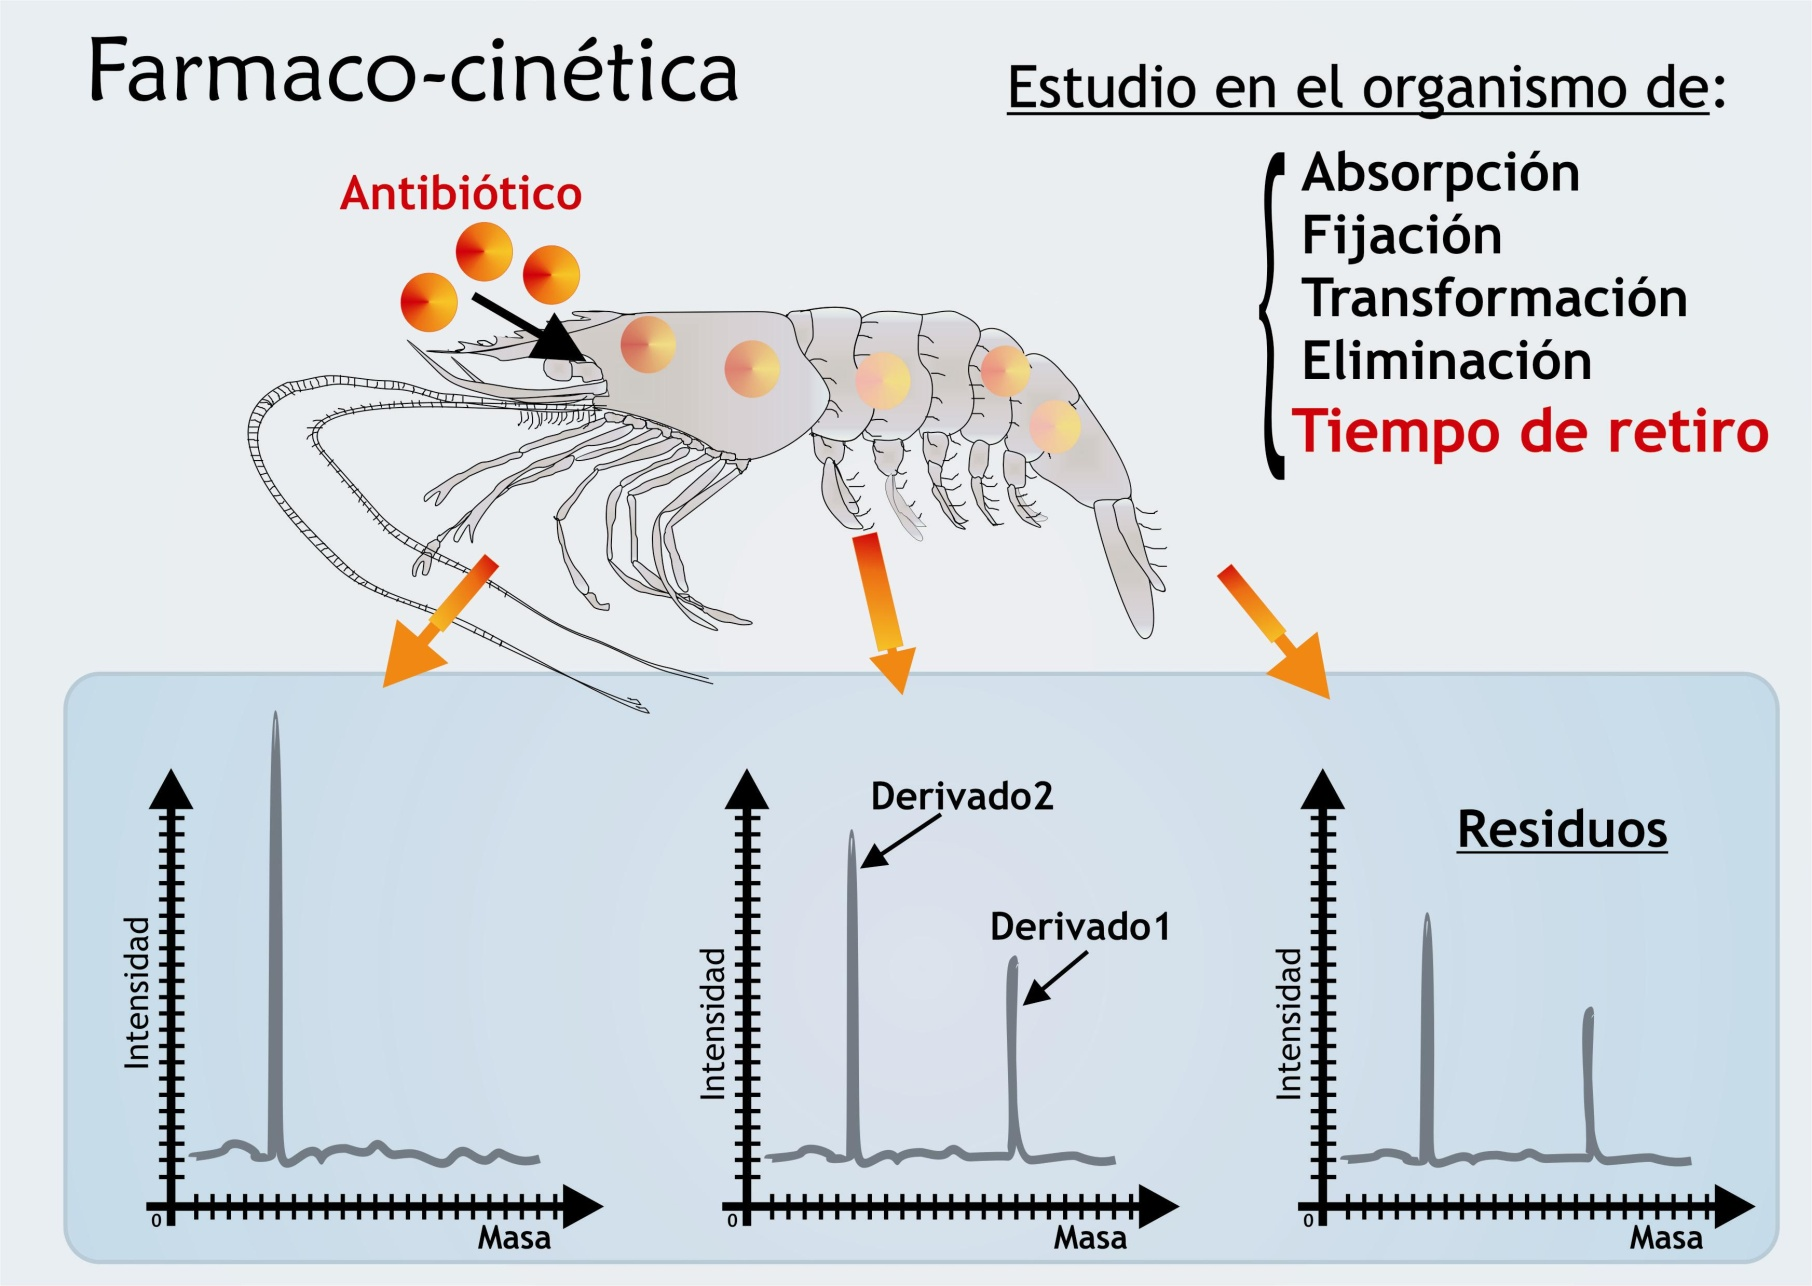 Farmaco-cinética
Estudio en el organismo de:
Absorpción
Fijación
Transformación
Eliminación
Tiempo de retiro
Antibiótico
Intensidad
0
Masa
Derivado2
Derivado1
Intensidad
0
Masa
Residuos
Intensidad
0
Masa